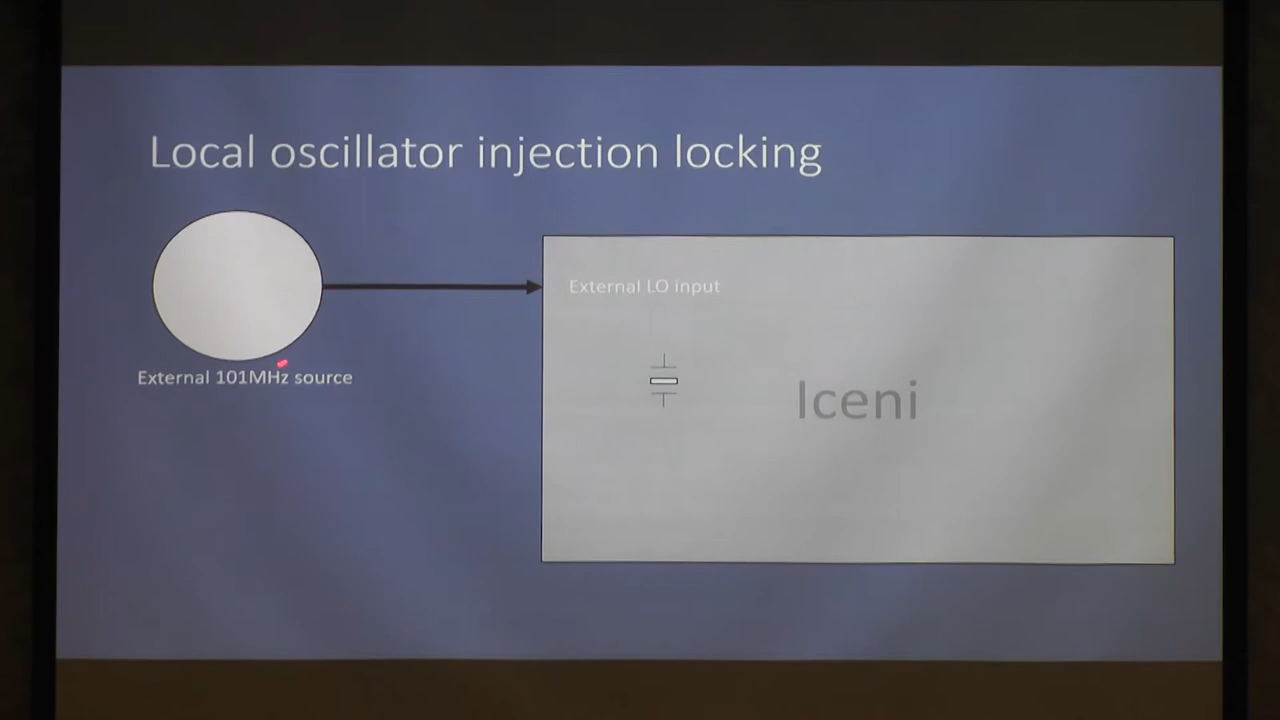 Local oscillator injection locking
External LO input
External 101MHz source
Iceni